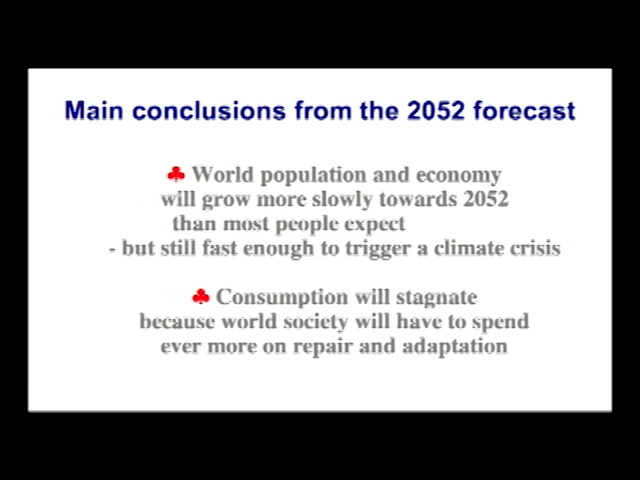 Main conclusions from the 2052 forecast
♣ World population and economy
will grow more slowly towards 2052
than most people expect
- but still fast enough to trigger a climate crisis
♣ Consumption will stagnate
because world society will have to spend
ever more on repair and adaptation